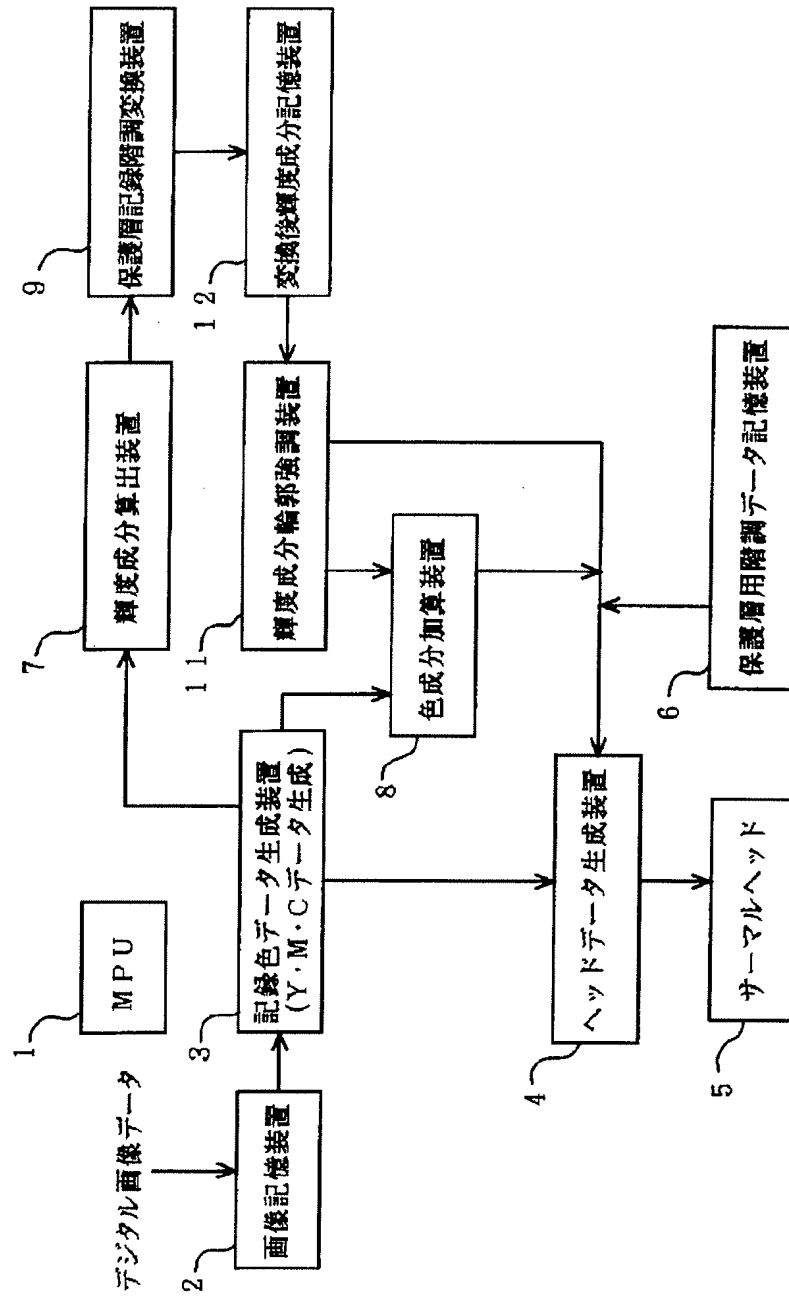 デジタル画像データ
2
画像記憶装置
1
MPU
3
記録色データ生成装置
(Y・M・Cデータ生成)
4
ヘッドデータ生成装置
5
サーマルヘッド
7
輝度成分算出装置
9
保護層記録階調変換装置
12
変換後輝度成分記憶装置
11
輝度成分輪郭強調装置
8
色成分加算装置
6
保護層用階調データ記憶装置